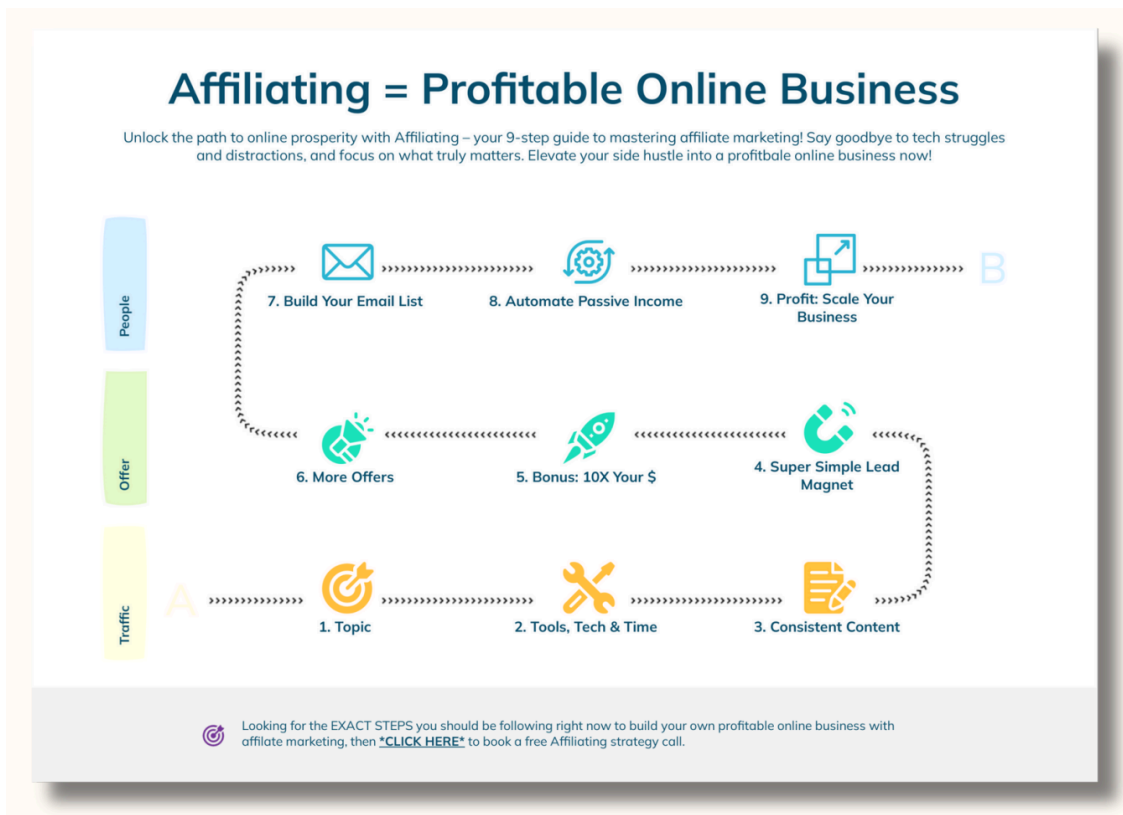 Affiliating = Profitable Online Business
Unlock the path to online prosperity with Affiliating – your 9-step guide to mastering affiliate marketing! Say goodbye to tech struggles
and distractions, and focus on what truly matters. Elevate your side hustle into a profitbale online business now!
People
7. Build Your Email List
8. Automate Passive Income
9. Profit: Scale Your
Business
B
Offer
6. More Offers
5. Bonus: 10X Your $
4. Super Simple Lead
Magnet
Traffic
A
1. Topic
2. Tools, Tech & Time
3. Consistent Content
Looking for the EXACT STEPS you should be following right now to build your own profitable online business with
affilate marketing, then *CLICK HERE* to book a free Affiliating strategy call.